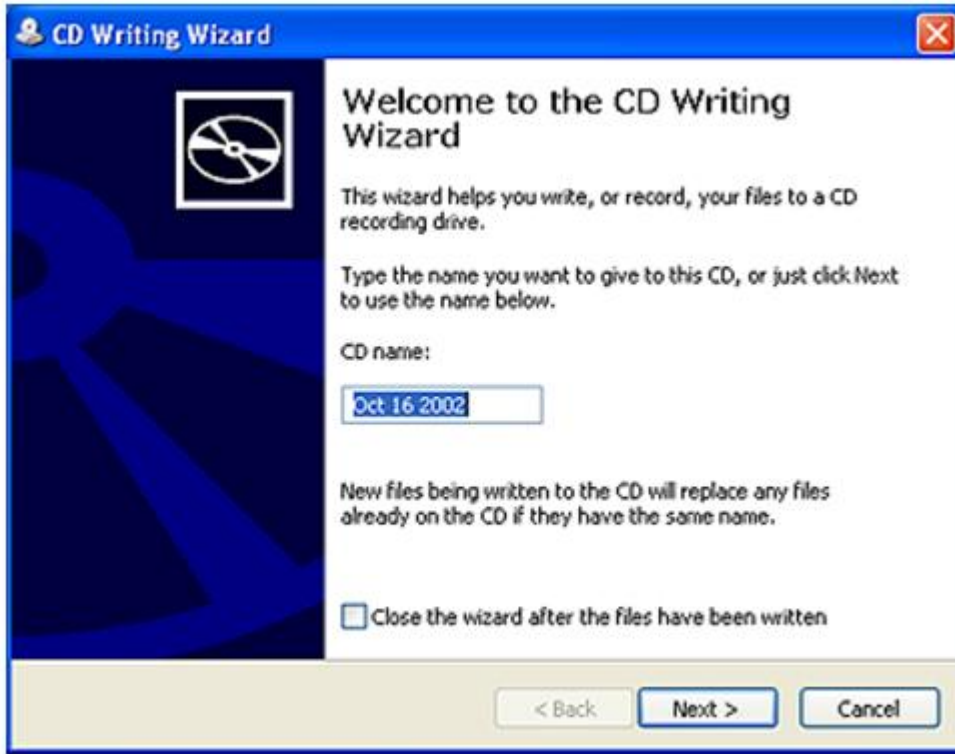 CD Writing Wizard
Welcome to the CD Writing
Wizard
This wizard helps you write, or record, your files to a CD
recording drive.
Type the name you want to give to this CD, or just click Next
to use the name below.
CD name:
Oct 16 2002
New files being written to the CD will replace any files
already on the CD if they have the same name.
Close the wizard after the files have been written
< Back Next > Cancel